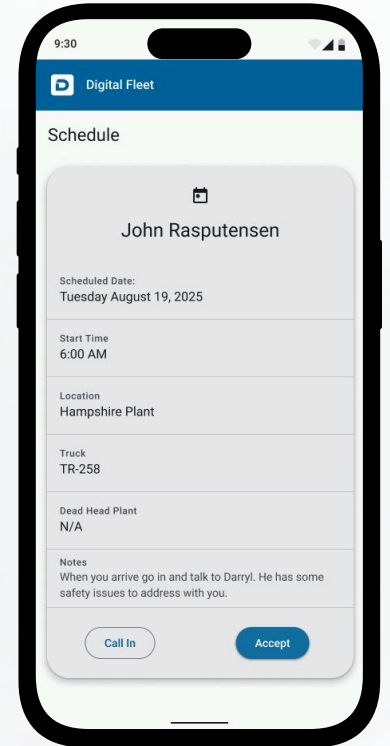 9:30
D
Digital Fleet
Schedule
John Rasputensen
Scheduled Date:
Tuesday August 19, 2025
Start Time
6:00 AM
Location
Hampshire Plant
Truck
TR-258
Dead Head Plant
N/A
Notes
When you arrive go in and talk to Darryl. He has some
safety issues to address with you.
Call In
Accept